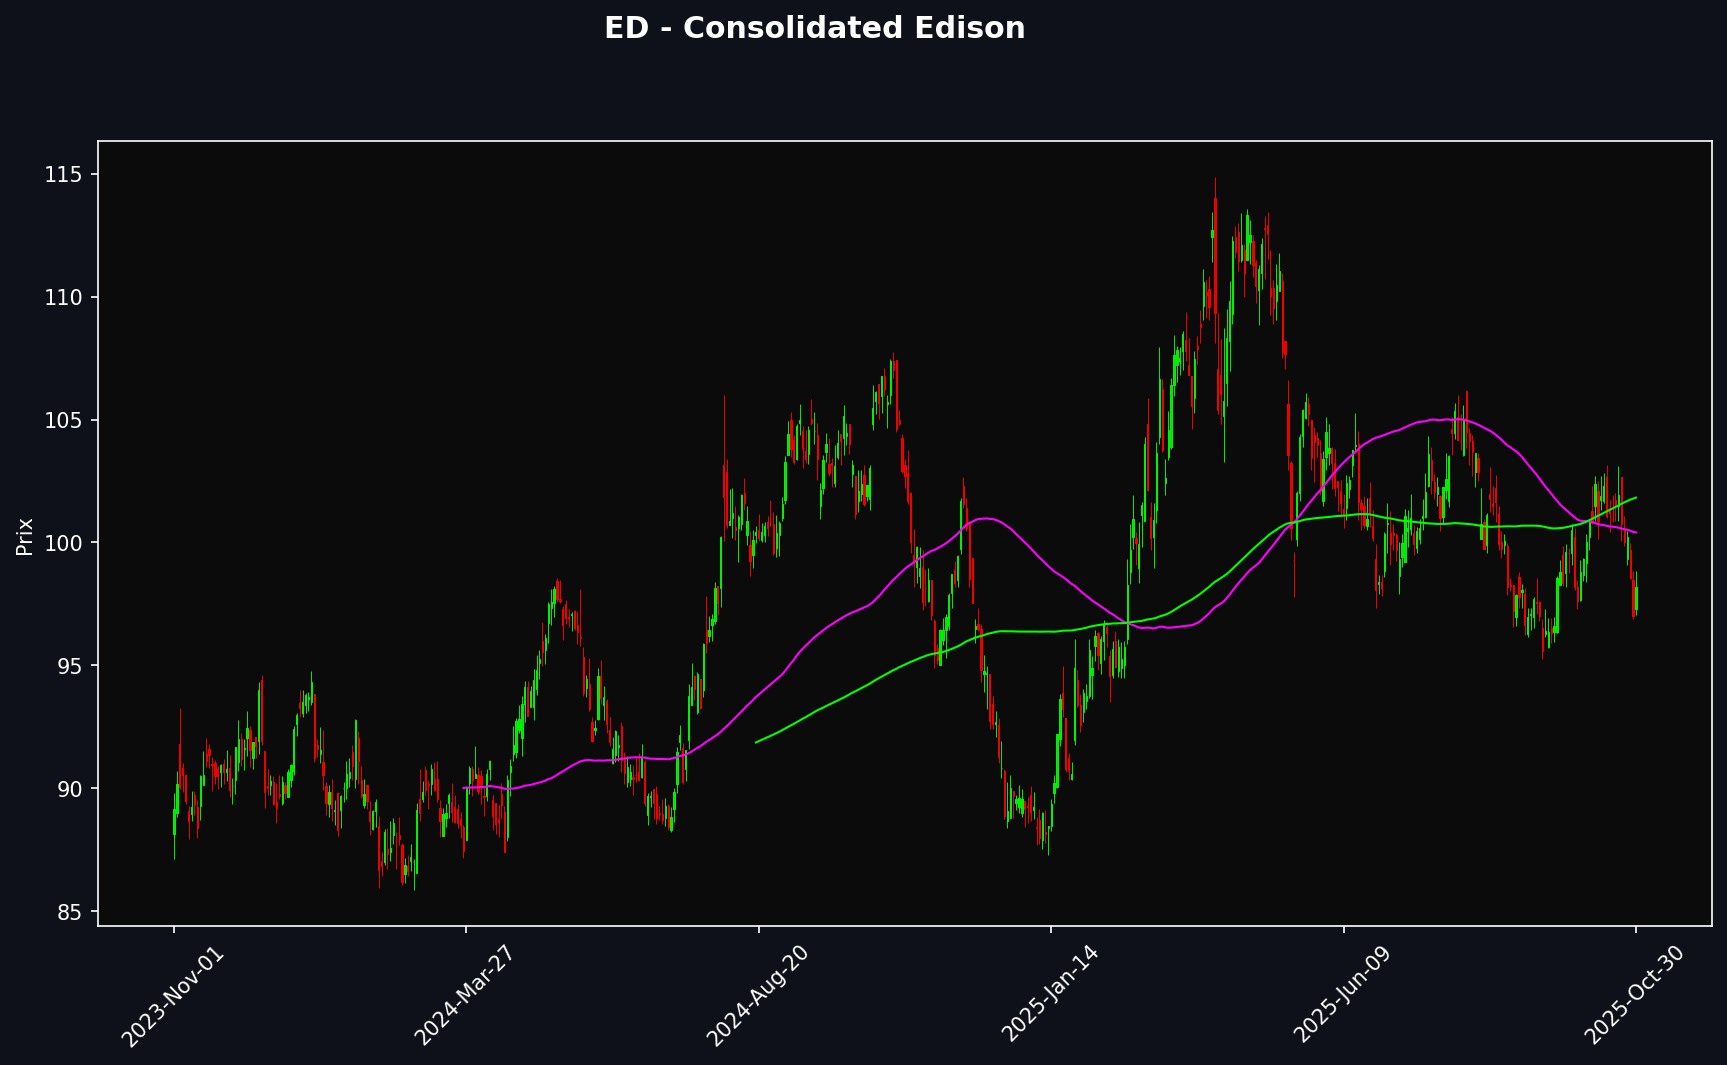 ED - Consolidated Edison
Prix
115
110
105
100
95
90
85
2023-Nov-01
2024-Mar-27
2024-Aug-20
2025-Jan-14
2025-Jun-09
2025-Oct-30